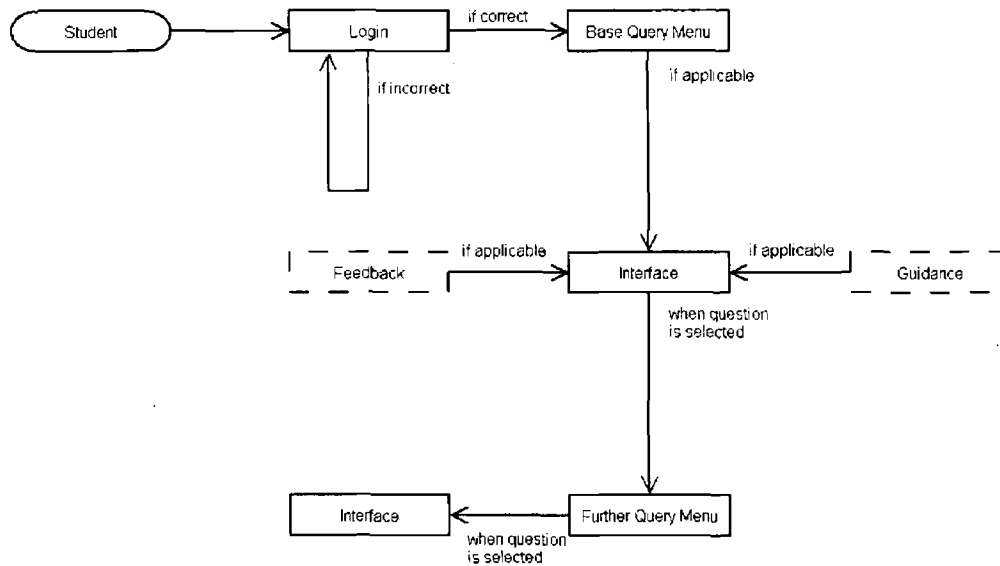 Student
Login
if correct
Base Query Menu
if incorrect
if applicable
Feedback
if applicable
Interface
if applicable
Guidance
when question
is selected
Interface
when question
is selected
Further Query Menu